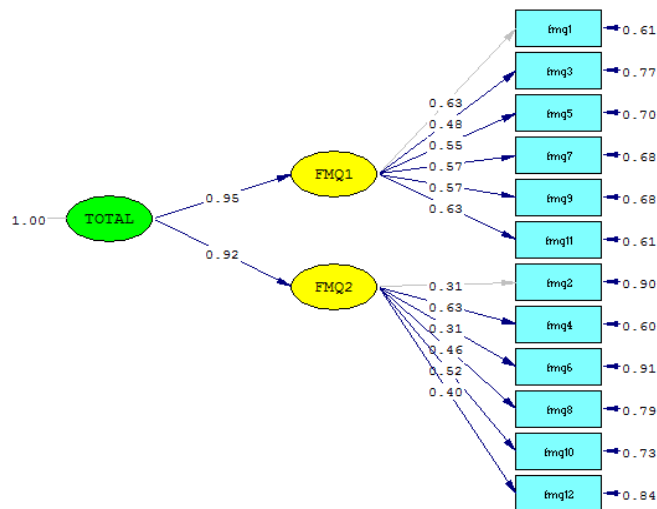 fmq1 0.61
fmq3 0.77
0.63
0.48
fmq5 0.70
0.55
0.57
fmq7 0.68
0.57
FMQ1
0.63
fmq9 0.68
0.95
1.00 TOTAL
fmq11 0.61
0.92
fmq2 0.90
FMQ2
0.31
0.63
fmq4 0.60
0.31
0.46
fmq6 0.91
0.52
0.40
fmq8 0.79
fmq10 0.73
fmq12 0.84